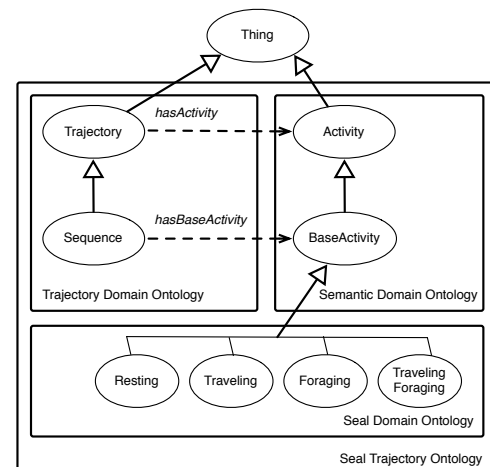 Thing
hasActivity
Trajectory
Activity
hasBaseActivity
Sequence
BaseActivity
Trajectory Domain Ontology
Semantic Domain Ontology
Resting
Traveling
Foraging
Traveling
Foraging
Seal Domain Ontology
Seal Trajectory Ontology